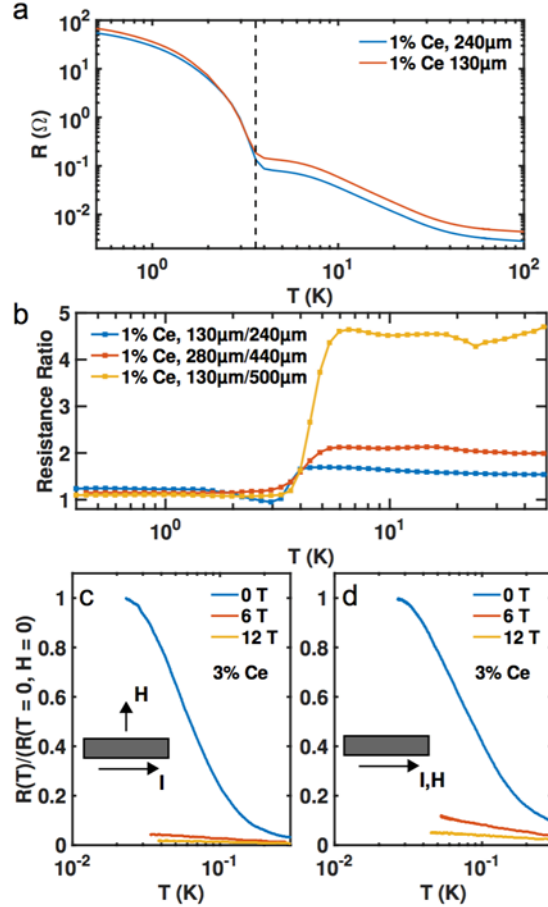 a
10²
10¹
10⁰
10⁻¹
10⁻²
R (Ω)
1% Ce, 240μm
1% Ce 130μm
10⁰ 10¹ 10²
T (K)
b
5
4
3
2
1
Resistance Ratio
1% Ce, 130μm/240μm
1% Ce, 280μm/440μm
1% Ce, 130μm/500μm
10⁰ 10¹
T (K)
c
1
0.8
0.6
0.4
0.2
0
R(T)/(R(T = 0, H = 0)
0 T
6 T
12 T
3% Ce
H
I
10⁻² 10⁻¹
T (K)
d
1
0.8
0.6
0.4
0.2
0
0 T
6 T
12 T
3% Ce
I,H
10⁻² 10⁻¹
T (K)